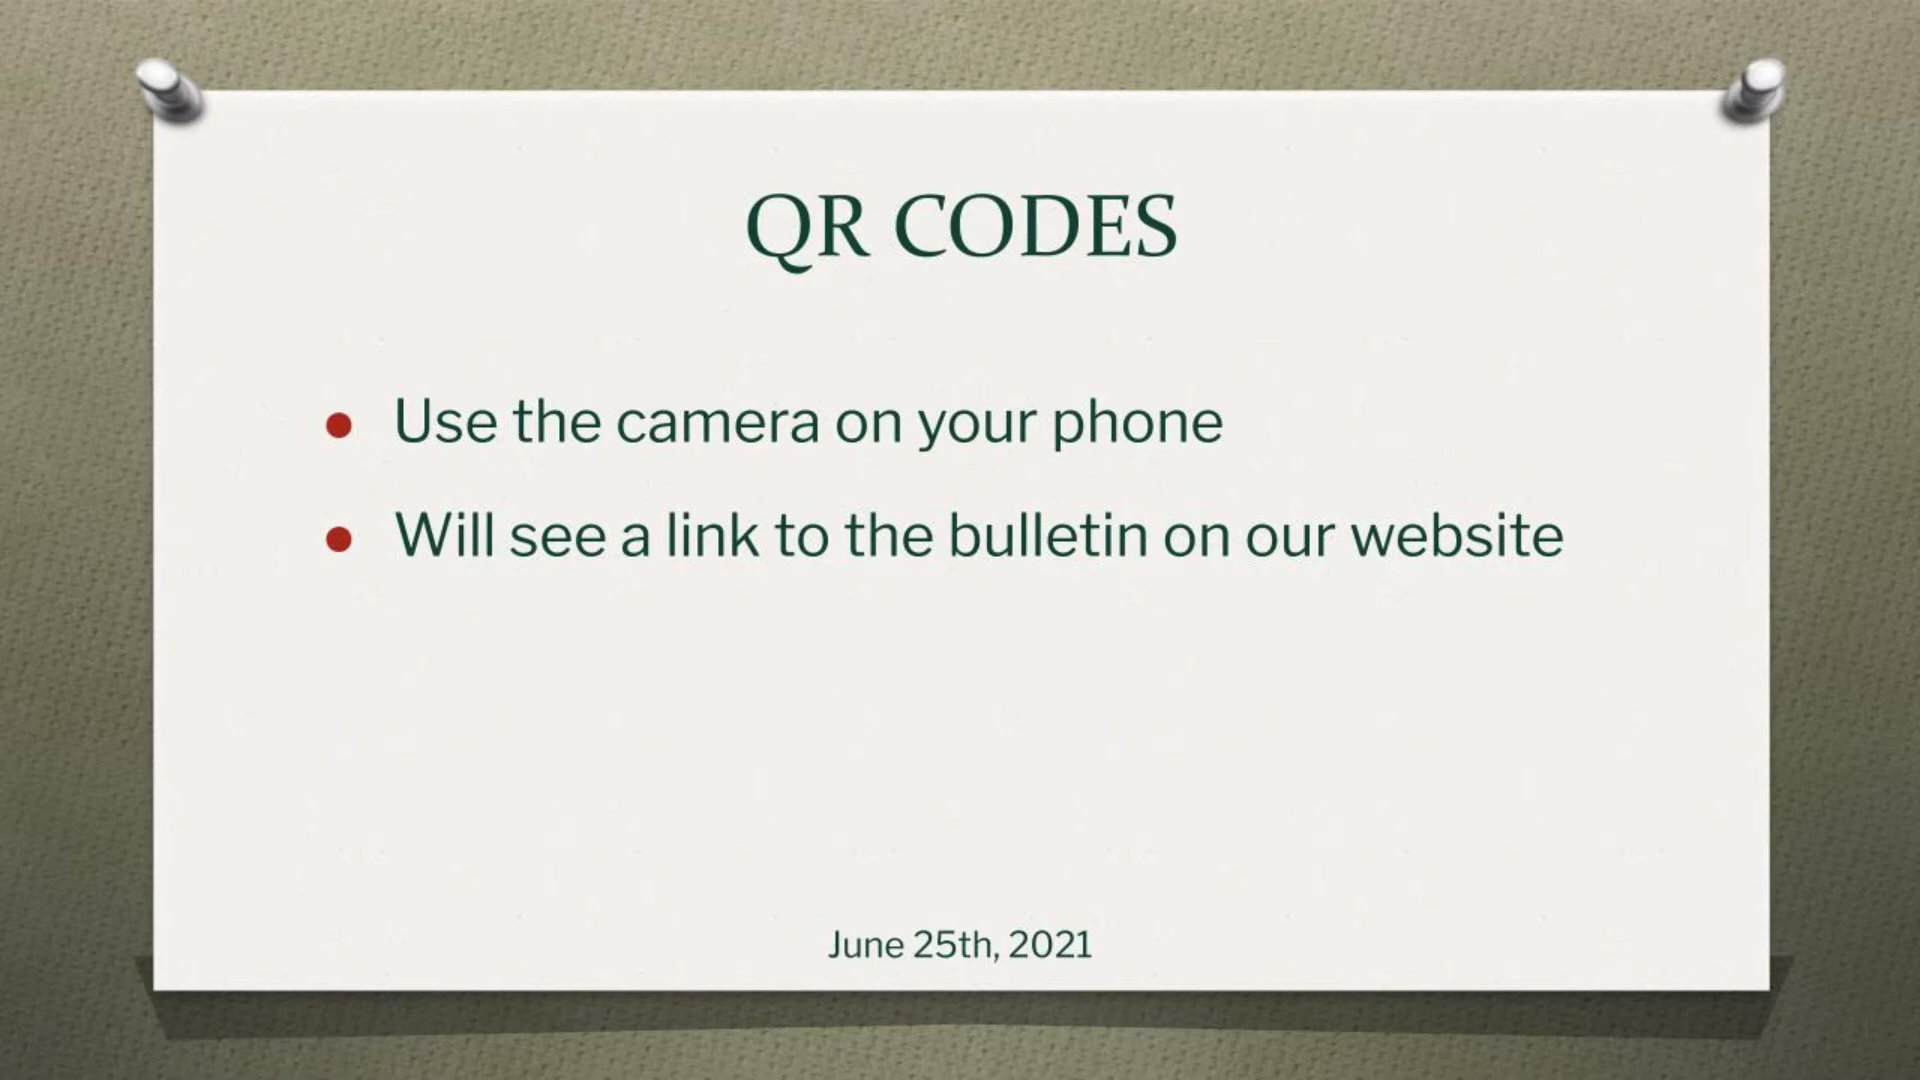 QR CODES
● Use the camera on your phone
● Will see a link to the bulletin on our website
June 25th, 2021